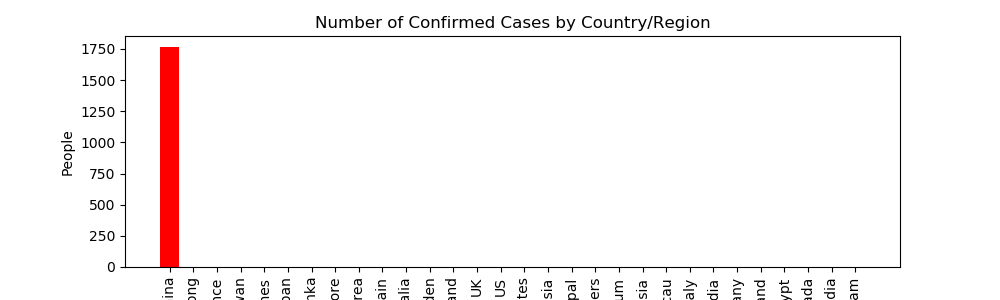 Number of Confirmed Cases by Country/Region
1750
1500
1250
1000
750
500
250
0
People
ina
ong
nce
wan
nes
pan
nka
ore
rea
ain
alia
den
and
UK
US
tes
sia
pal
ers
um
sia
cau
aly
dia
any
and
ypt
ada
dia
am